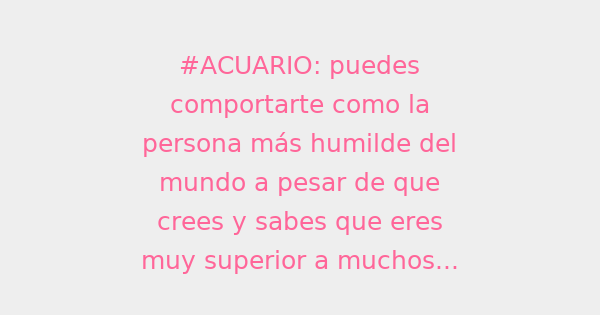 #ACUARIO: puedes
comportarte como la
persona más humilde del
mundo a pesar de que
crees y sabes que eres
muy superior a muchos...